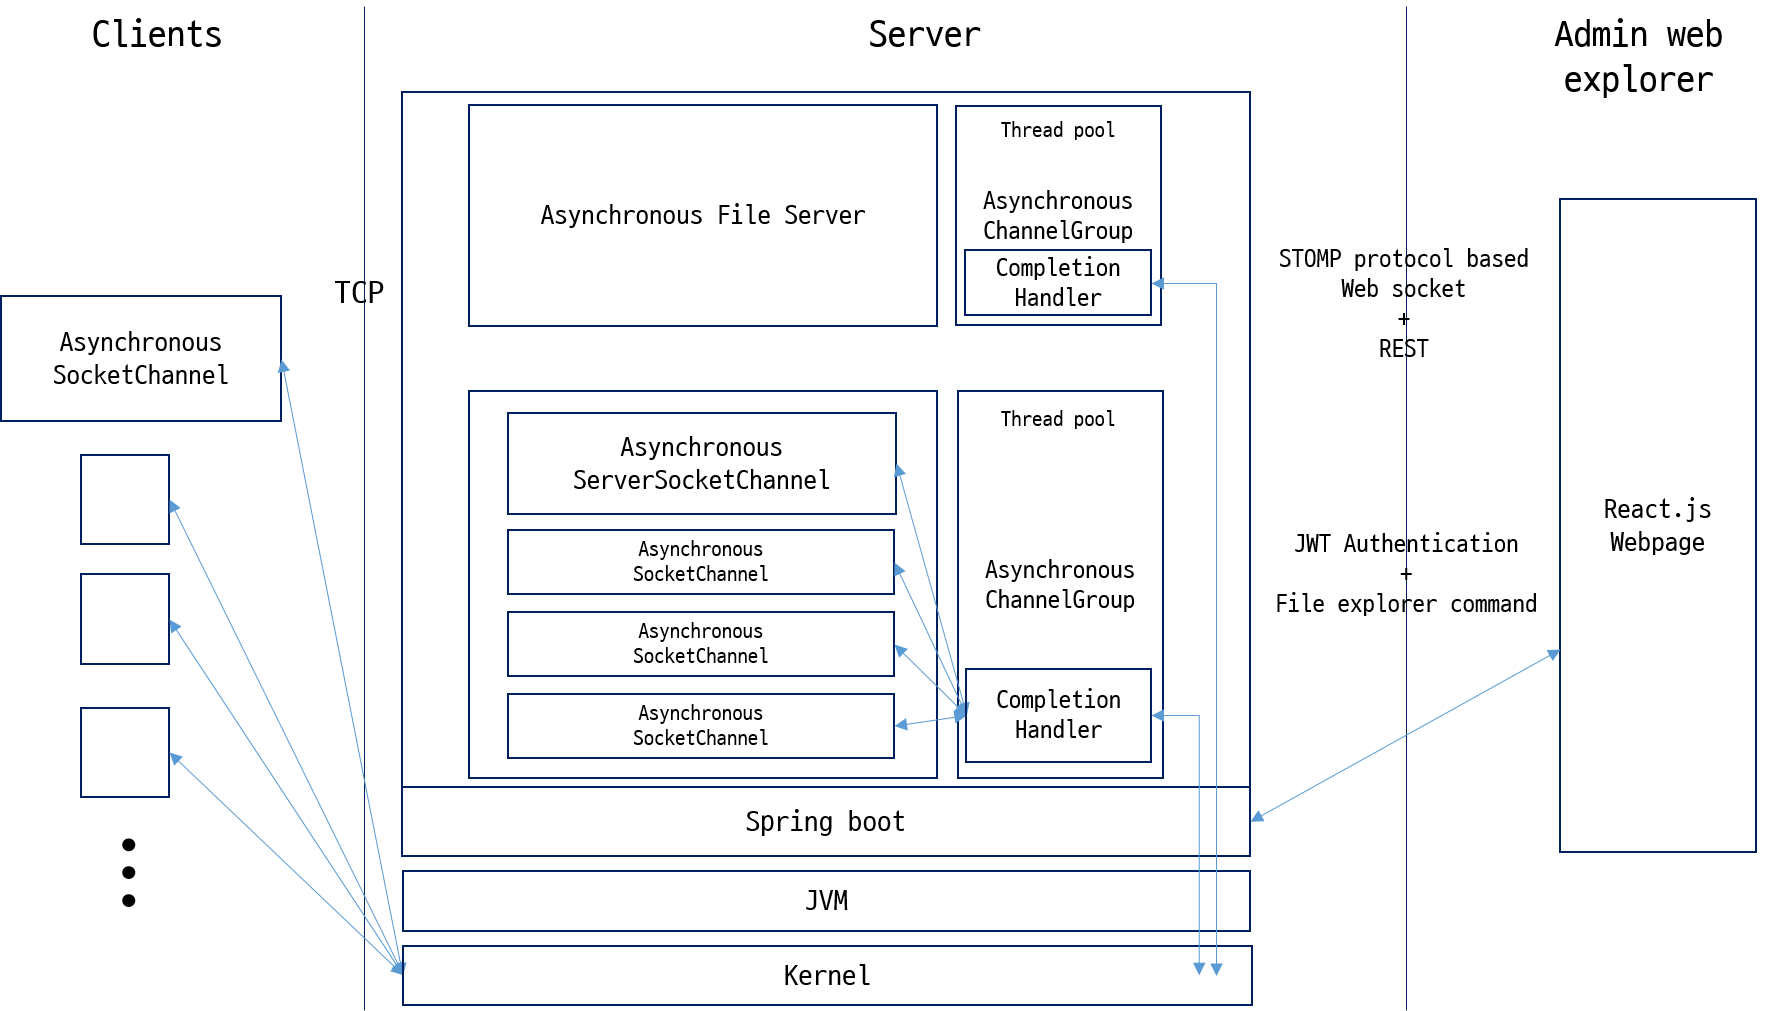 Clients
Server
Admin web
explorer
TCP
Asynchronous
SocketChannel
Asynchronous File Server
Thread pool
Asynchronous
ChannelGroup
Completion
Handler
Asynchronous
ServerSocketChannel
Asynchronous
SocketChannel
Asynchronous
SocketChannel
Asynchronous
SocketChannel
Thread pool
Asynchronous
ChannelGroup
Completion
Handler
Spring boot
JVM
Kernel
STOMP protocol based
Web socket
+
REST
JWT Authentication
+
File explorer command
React.js
Webpage